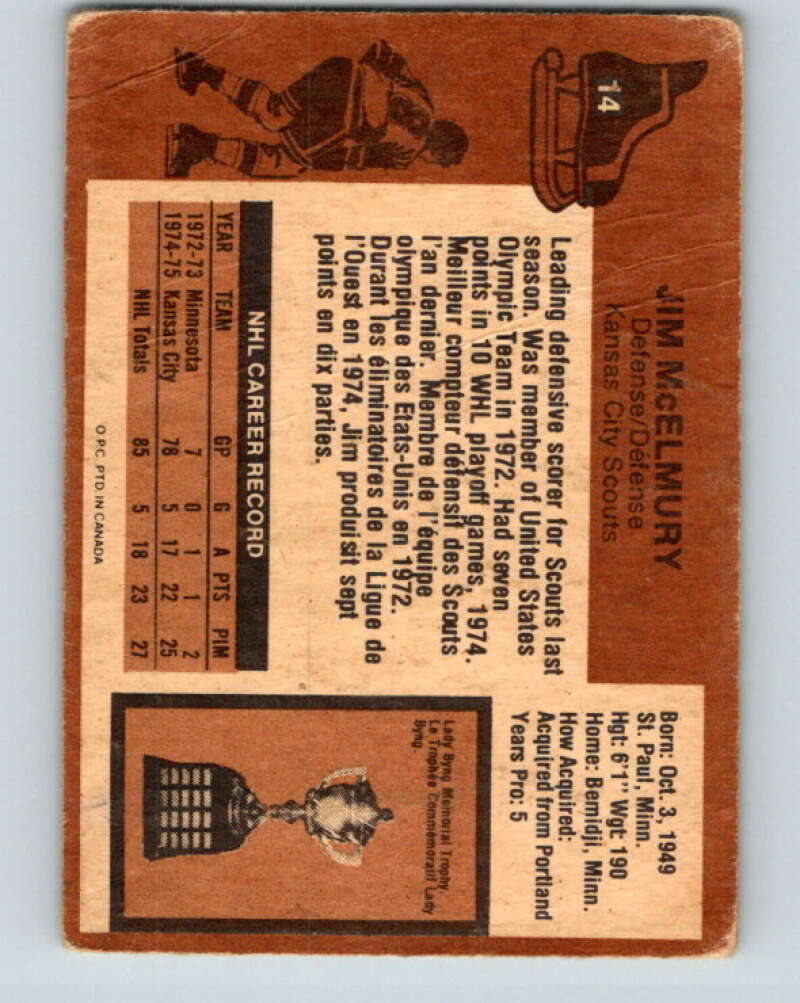 14
JIM McELMURY
Defense/Défense
Kansas City Scouts
Born: Oct. 3, 1949
St. Paul, Minn.
Hgt: 6'1" Wgt: 190
Home: Bemidji, Minn.
How Acquired:
Acquired from Portland
Years Pro: 5
Leading defensive scorer for Scouts last
season. Was member of United States
Olympic Team in 1972. Had seven
points in 10 WHL playoff games, 1974.
Meilleur compteur défensif des Scouts
l'an dernier. Membre de l'équipe
olympique des Etats-Unis en 1972.
Durant les éliminatoires de la Ligue de
l'Ouest en 1974, Jim produisit sept
points en dix parties.
NHL CAREER RECORD
YEAR TEAM GP G A PTS PIM
1972-73 Minnesota 7 0 1 1 2
1974-75 Kansas City 78 5 17 22 25
NHL Totals 85 5 18 23 27
Lady Byng Memorial Trophy
Le Trophée Commemoratif Lady
Byng
O.P.C. PTD. IN CANADA